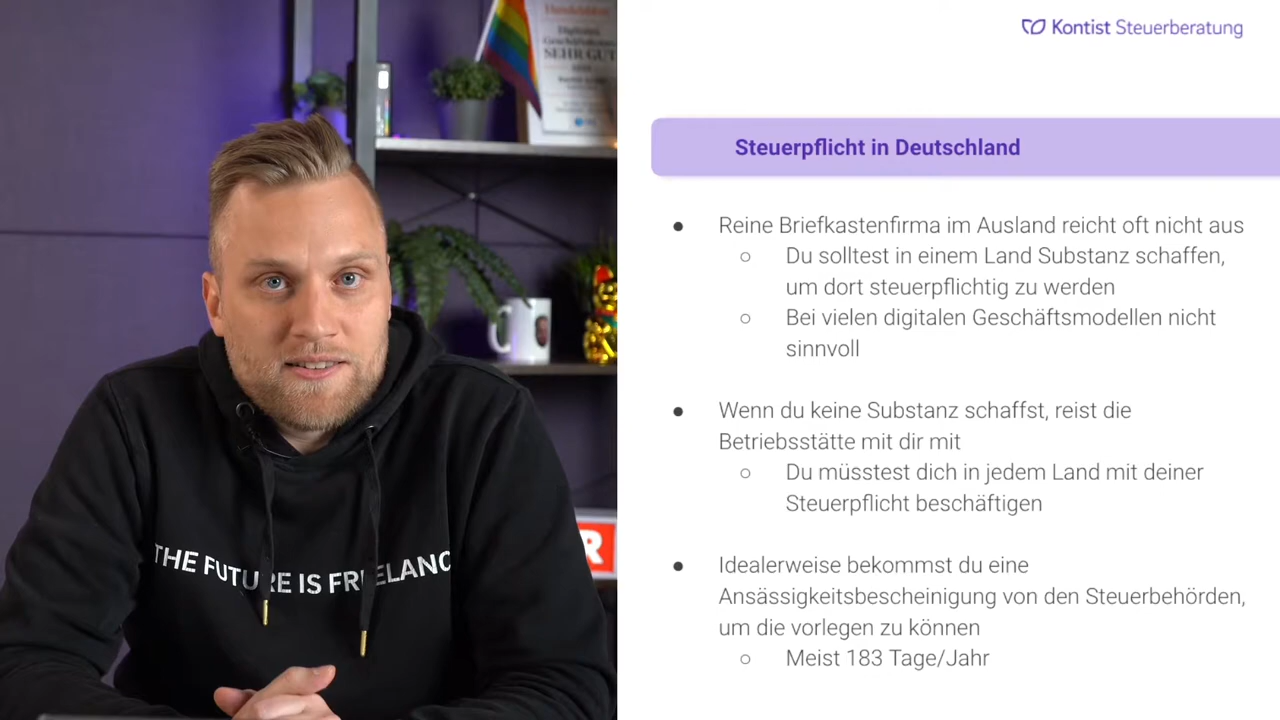 Kontist Steuerberatung
SEHR GUT
R
THE FUTURE IS FREELANC
Steuerpflicht in Deutschland
● Reine Briefkastenfirma im Ausland reicht oft nicht aus
○ Du solltest in einem Land Substanz schaffen,
um dort steuerpflichtig zu werden
○ Bei vielen digitalen Geschäftsmodellen nicht
sinnvoll
● Wenn du keine Substanz schaffst, reist die
Betriebsstätte mit dir mit
○ Du müsstest dich in jedem Land mit deiner
Steuerpflicht beschäftigen
● Idealerweise bekommst du eine
Ansässigkeitsbescheinigung von den Steuerbehörden,
um die vorlegen zu können
○ Meist 183 Tage/Jahr